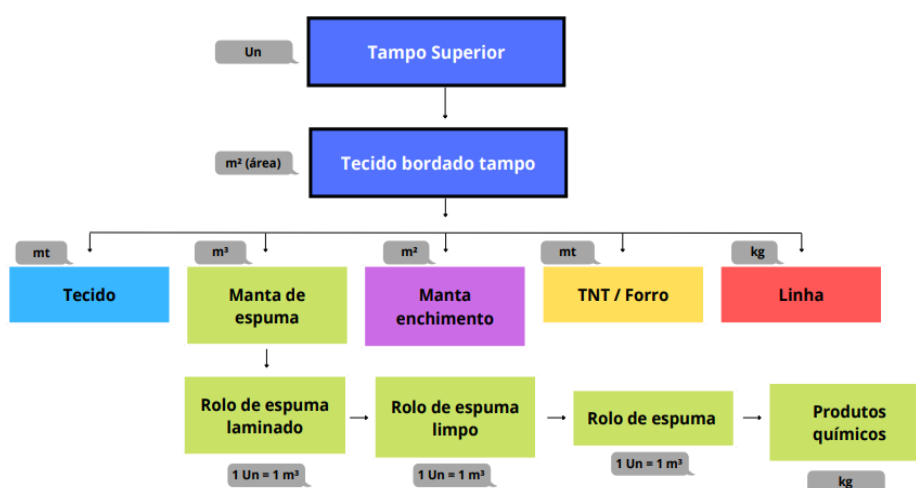 Un
Tampo Superior
m² (área)
Tecido bordado tampo
mt
m³
m²
mt
kg
Tecido
Manta de
espuma
Manta
enchimento
TNT / Forro
Linha
Rolo de espuma
laminado
Rolo de espuma
limpo
Rolo de espuma
Produtos
químicos
1 Un = 1 m³
1 Un = 1 m³
1 Un = 1 m³
kg